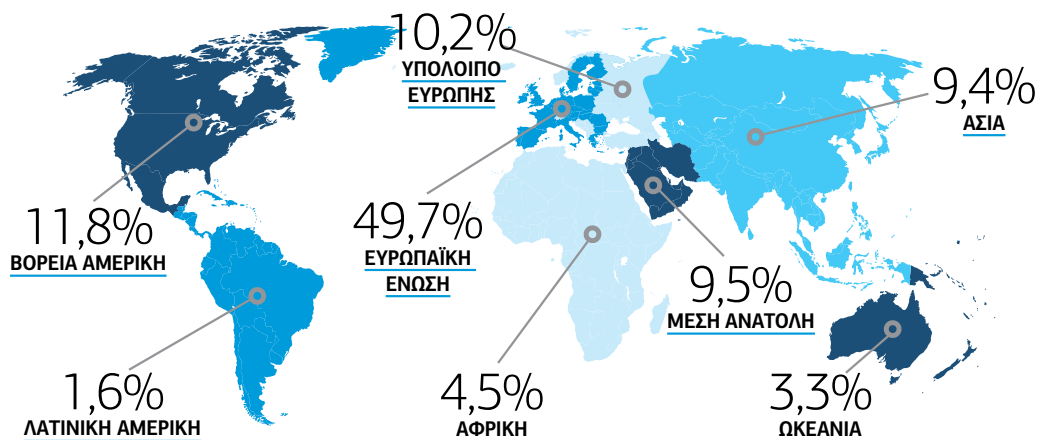 10,2%
ΥΠΟΛΟΙΠΟ
ΕΥΡΩΠΗΣ
9,4%
ΑΣΙΑ
11,8%
ΒΟΡΕΙΑ ΑΜΕΡΙΚΗ
49,7%
ΕΥΡΩΠΑΪΚΗ
ΕΝΩΣΗ
9,5%
ΜΕΣΗ ΑΝΑΤΟΛΗ
1,6%
ΛΑΤΙΝΙΚΗ ΑΜΕΡΙΚΗ
4,5%
ΑΦΡΙΚΗ
3,3%
ΩΚΕΑΝΙΑ